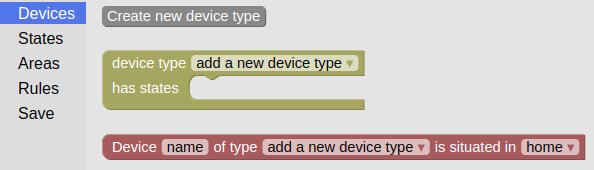 Devices
States
Areas
Rules
Save
Create new device type
device type add a new device type ▾
has states
Device name of type add a new device type ▾ is situated in home ▾